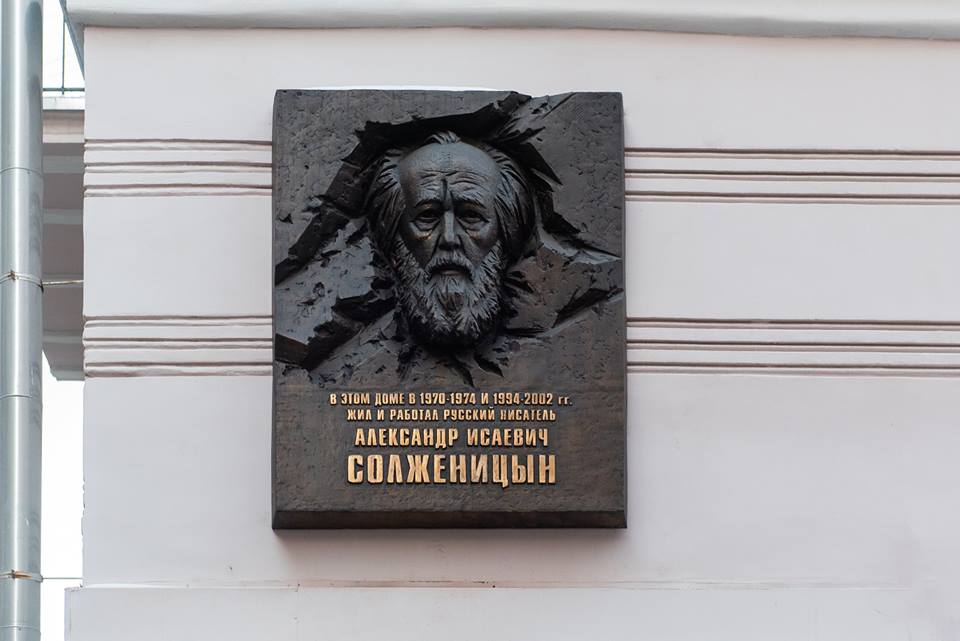 В ЭТОМ ДОМЕ В 1970-1974 И 1994-2002 гг.
ЖИЛ И РАБОТАЛ РУССКИЙ ПИСАТЕЛЬ
АЛЕКСАНДР ИСАЕВИЧ
СОЛЖЕНИЦЫН